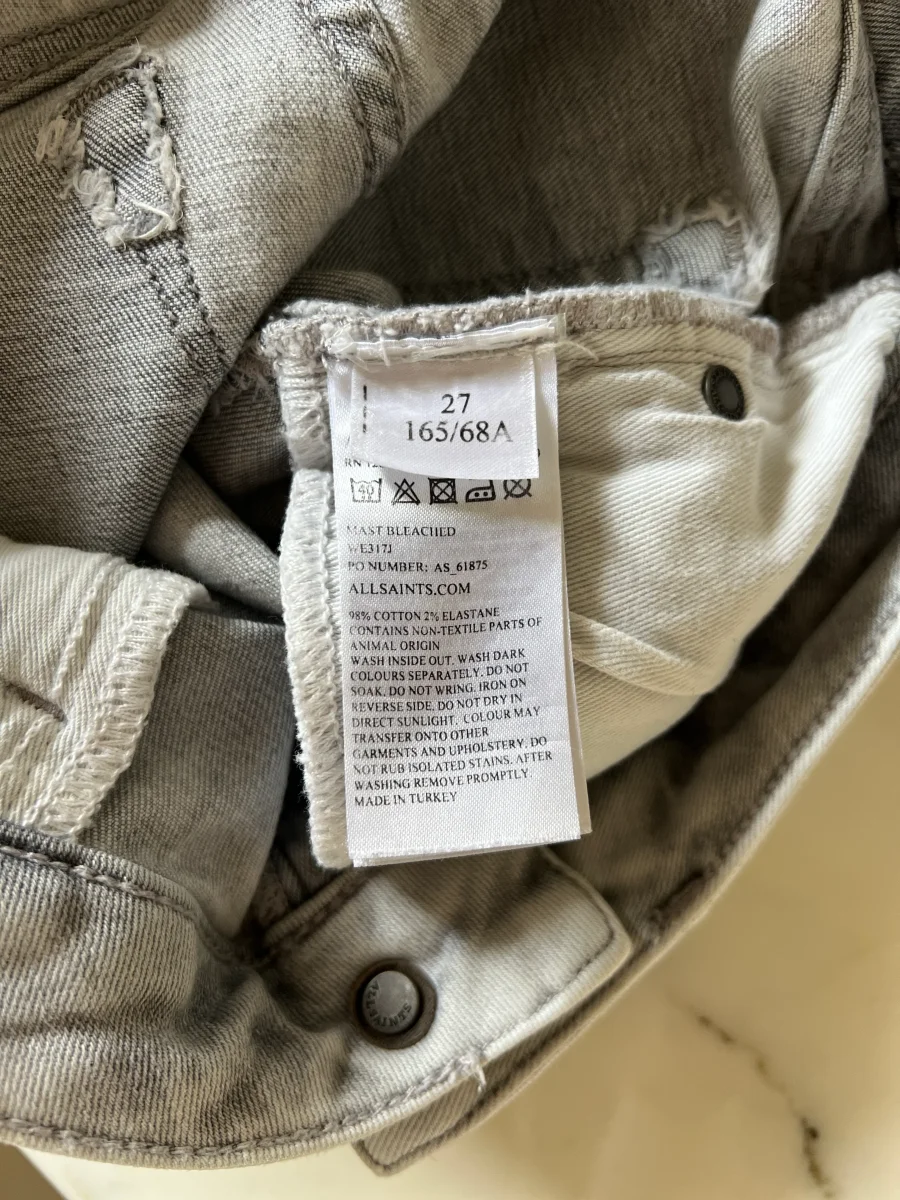 27
165/68A
RN
40
MAST BLEACHED
WE317J
PO NUMBER: AS_61875
ALLSAINTS.COM
98% COTTON 2% ELASTANE
CONTAINS NON-TEXTILE PARTS OF
ANIMAL ORIGIN
WASH INSIDE OUT, WASH DARK
COLOURS SEPARATELY, DO NOT
SOAK, DO NOT WRING, IRON ON
REVERSE SIDE, DO NOT DRY IN
DIRECT SUNLIGHT, COLOUR MAY
TRANSFER ONTO OTHER
GARMENTS AND UPHOLSTERY, DO
NOT RUB ISOLATED STAINS, AFTER
WASHING REMOVE PROMPTLY.
MADE IN TURKEY
ALLSAINTS